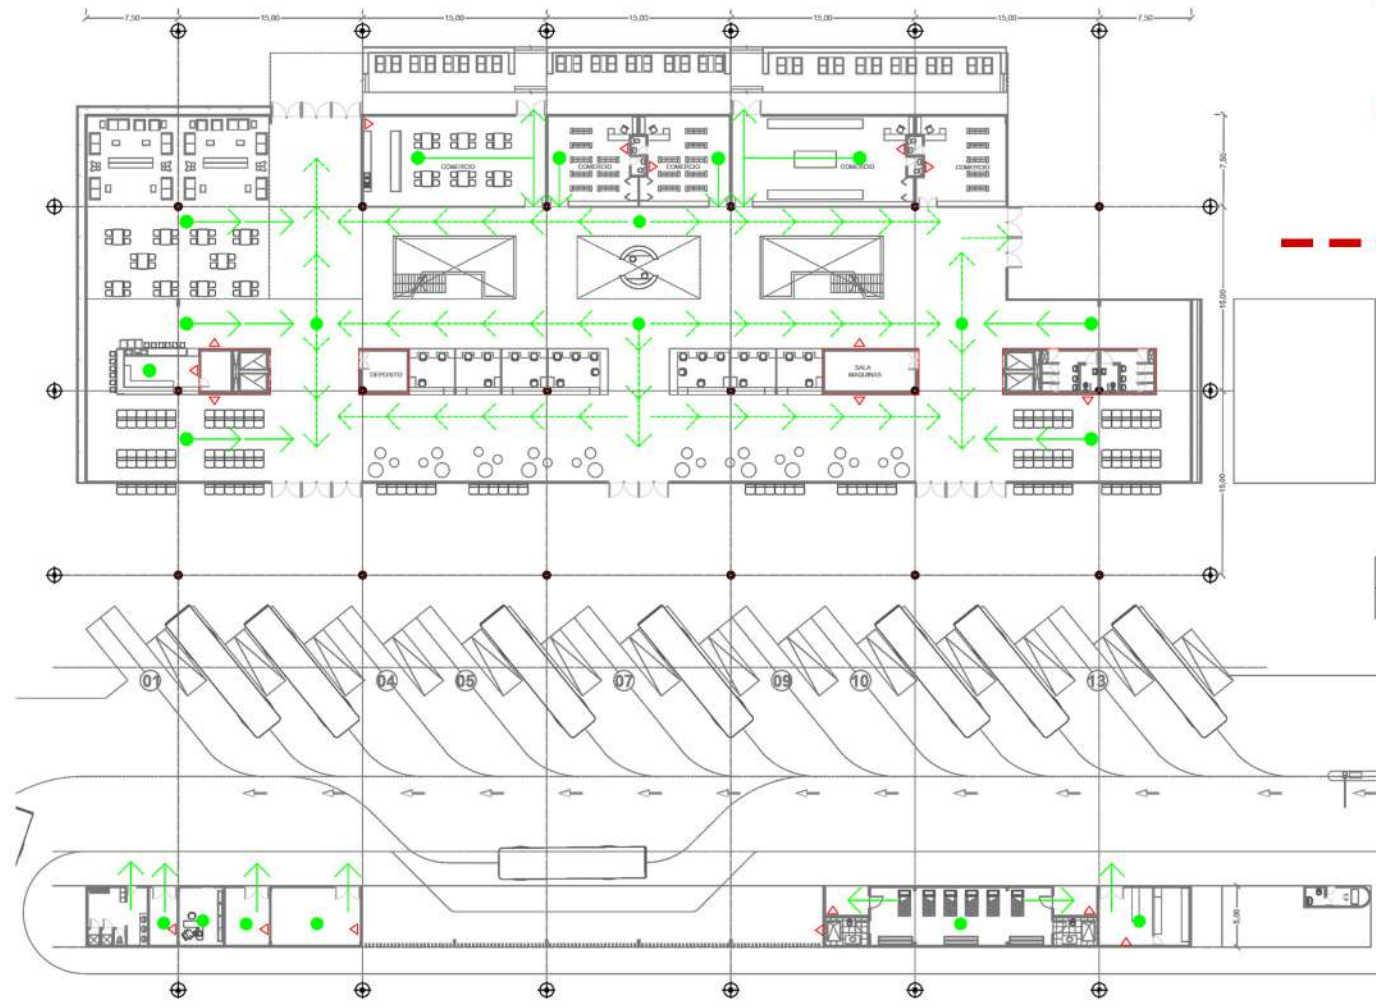 7,50 15,00 15,00 15,00 15,00 15,00 7,50
7,50
COMERCIO COMERCIO COMERCIO COMERCIO COMERCIO
15,00
DEPOSITO
SALA
MAQUINAS
15,00
01 04 05 07 09 10 13
5,00